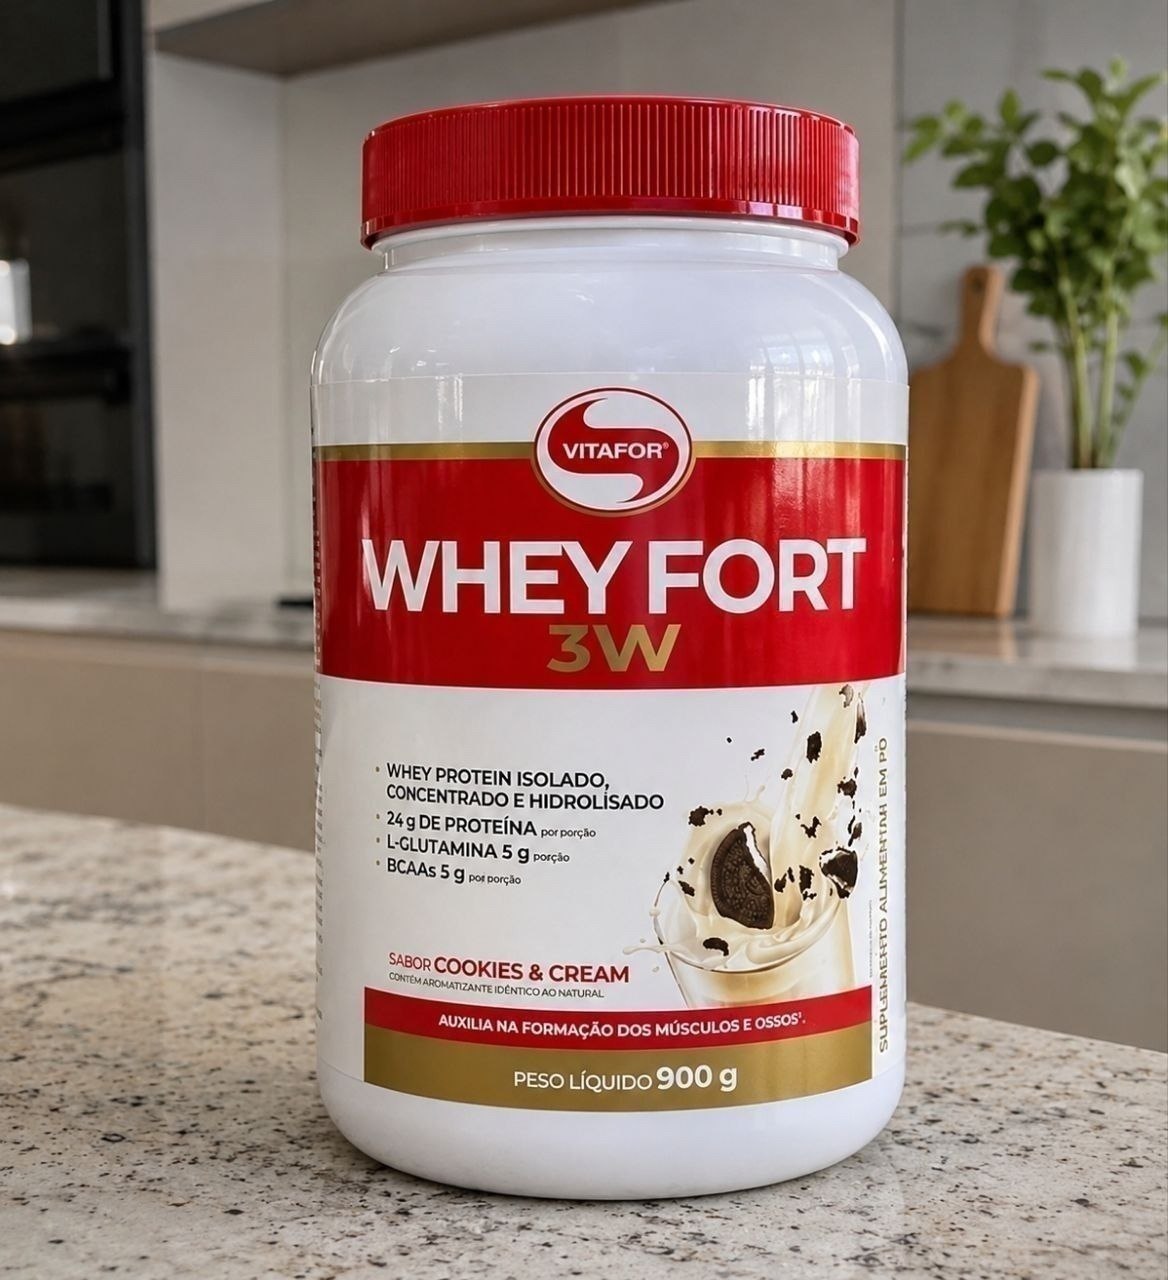 VITAFOR®
WHEY FORT
3W
• WHEY PROTEIN ISOLADO,
CONCENTRADO E HIDROLISADO
• 24 g DE PROTEÍNA por porção
• L-GLUTAMINA 5 g porção
• BCAAs 5 g por porção
SABOR COOKIES & CREAM
CONTÉM AROMATIZANTE IDÊNTICO AO NATURAL
AUXILIA NA FORMAÇÃO DOS MÚSCULOS E OSSOS¹.
PESO LÍQUIDO 900 g
SUPLEMENTO ALIMENTAR EM PÓ